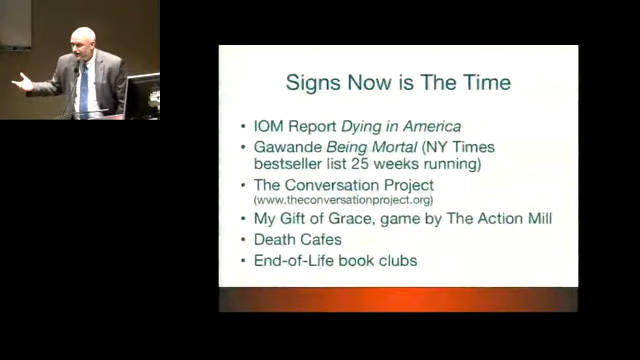 Signs Now is The Time
• IOM Report Dying in America
• Gawande Being Mortal (NY Times
bestseller list 25 weeks running)
• The Conversation Project
(www.theconversationproject.org)
• My Gift of Grace, game by The Action Mill
• Death Cafes
• End-of-Life book clubs